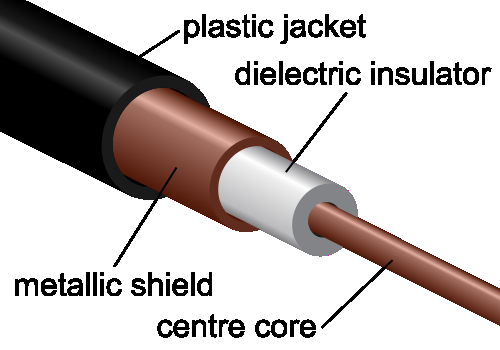 plastic jacket
dielectric insulator
metallic shield
centre core